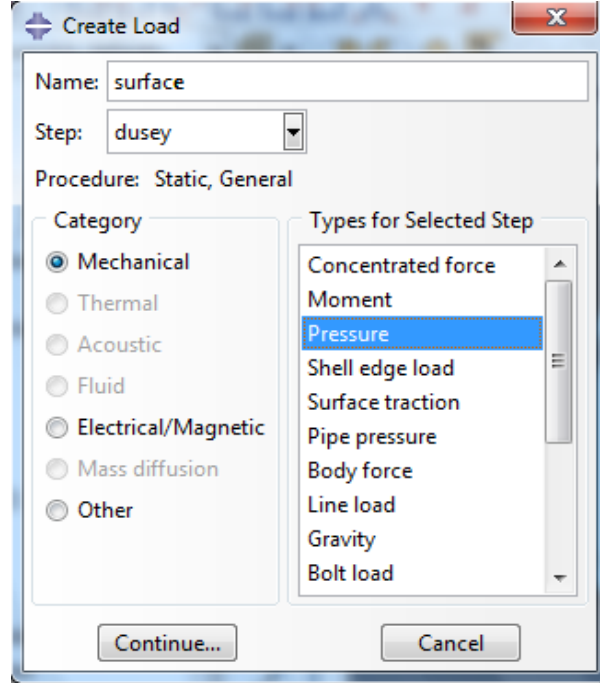 Create Load
Name: surface
Step: dusey
Procedure: Static, General
Category
Mechanical
Thermal
Acoustic
Fluid
Electrical/Magnetic
Mass diffusion
Other
Types for Selected Step
Concentrated force
Moment
Pressure
Shell edge load
Surface traction
Pipe pressure
Body force
Line load
Gravity
Bolt load
Continue...
Cancel